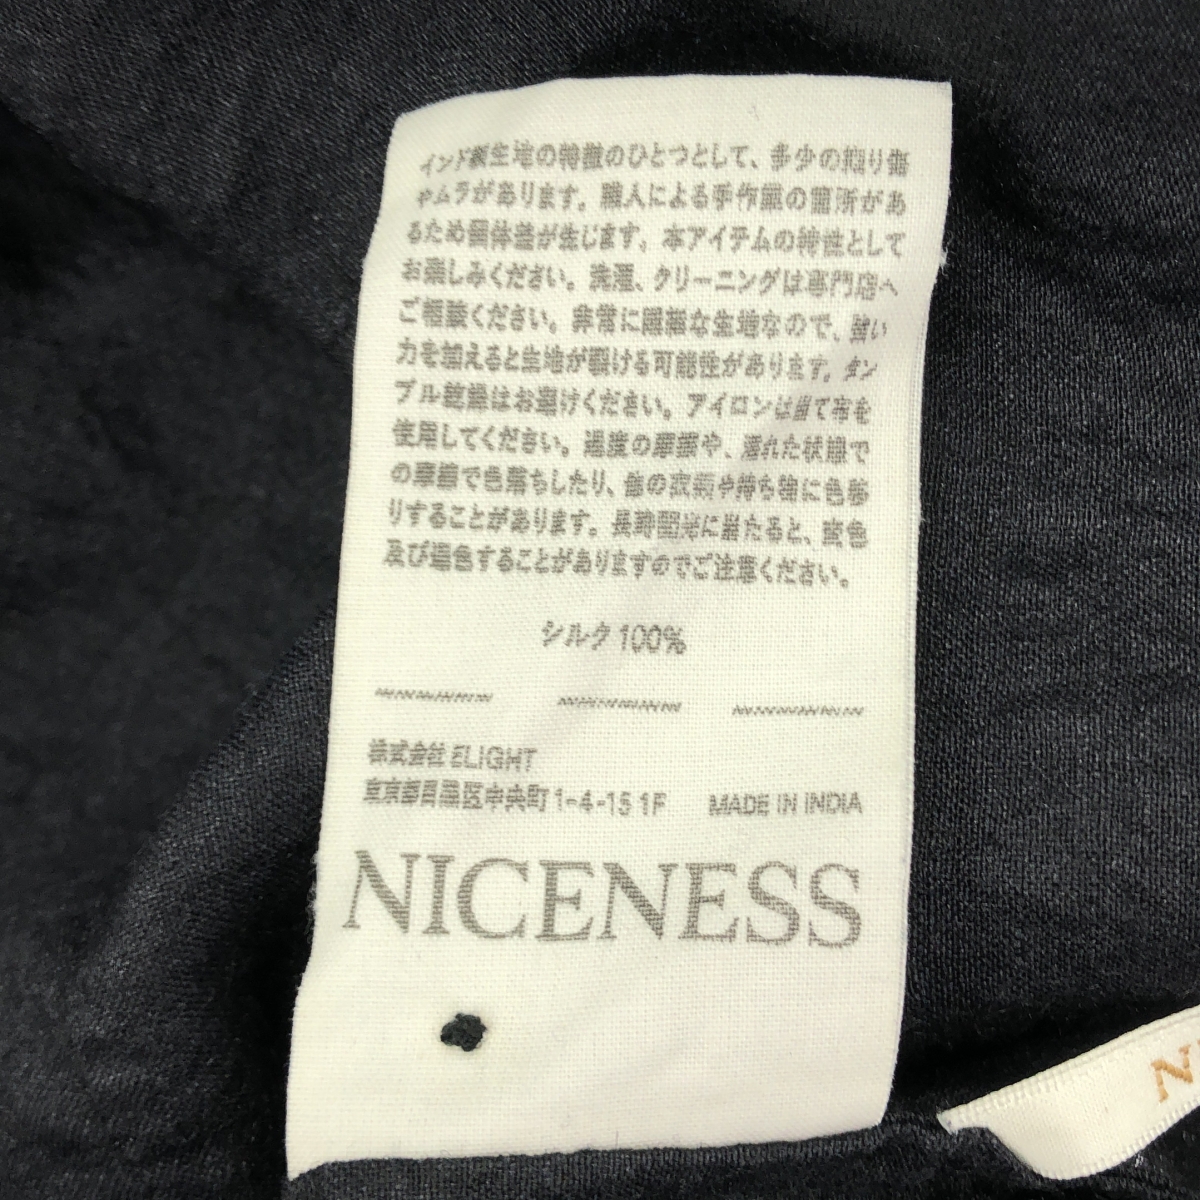 インド製生地の特徴のひとつとして、多少の織り傷
やムラがあります。職人による手作業の箇所があ
るため個体差が生じます。本アイテムの特性として
お楽しみください。洗濯、クリーニングは専門店へ
ご相談ください。非常に繊細な生地なので、強い
力を加えると生地が裂ける可能性があります。タン
ブル乾燥はお避けください。アイロンは当て布を
使用してください。過度の摩擦や、濡れた状態で
の摩擦で色落ちしたり、他の衣類や持ち物に色移
りすることがあります。長時間光に当たると、変色
及び退色することがありますのでご注意ください。
シルク100%
株式会社 ELIGHT
東京都目黒区中央町1-4-15 1F MADE IN INDIA
NICENESS
N